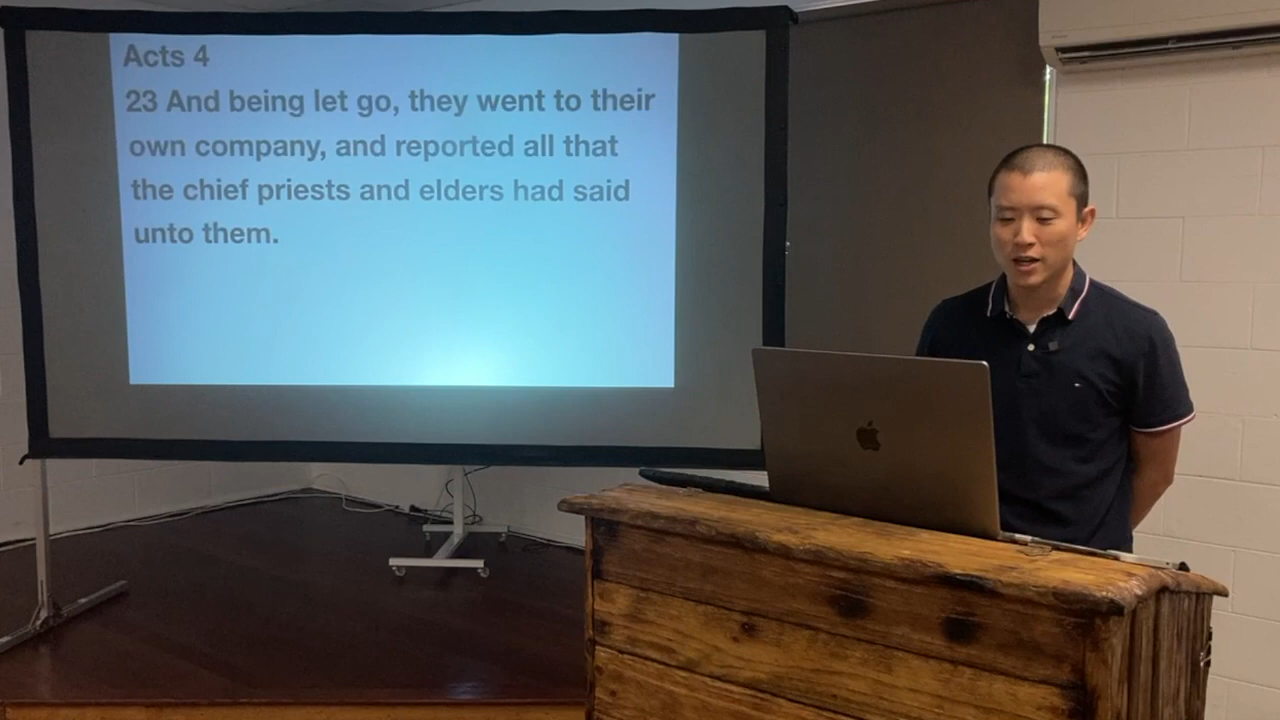 Acts 4
23 And being let go, they went to their
own company, and reported all that
the chief priests and elders had said
unto them.